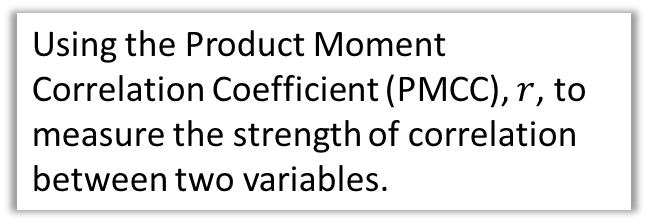 Using the Product Moment
Correlation Coefficient (PMCC), 𝑟, to
measure the strength of correlation
between two variables.